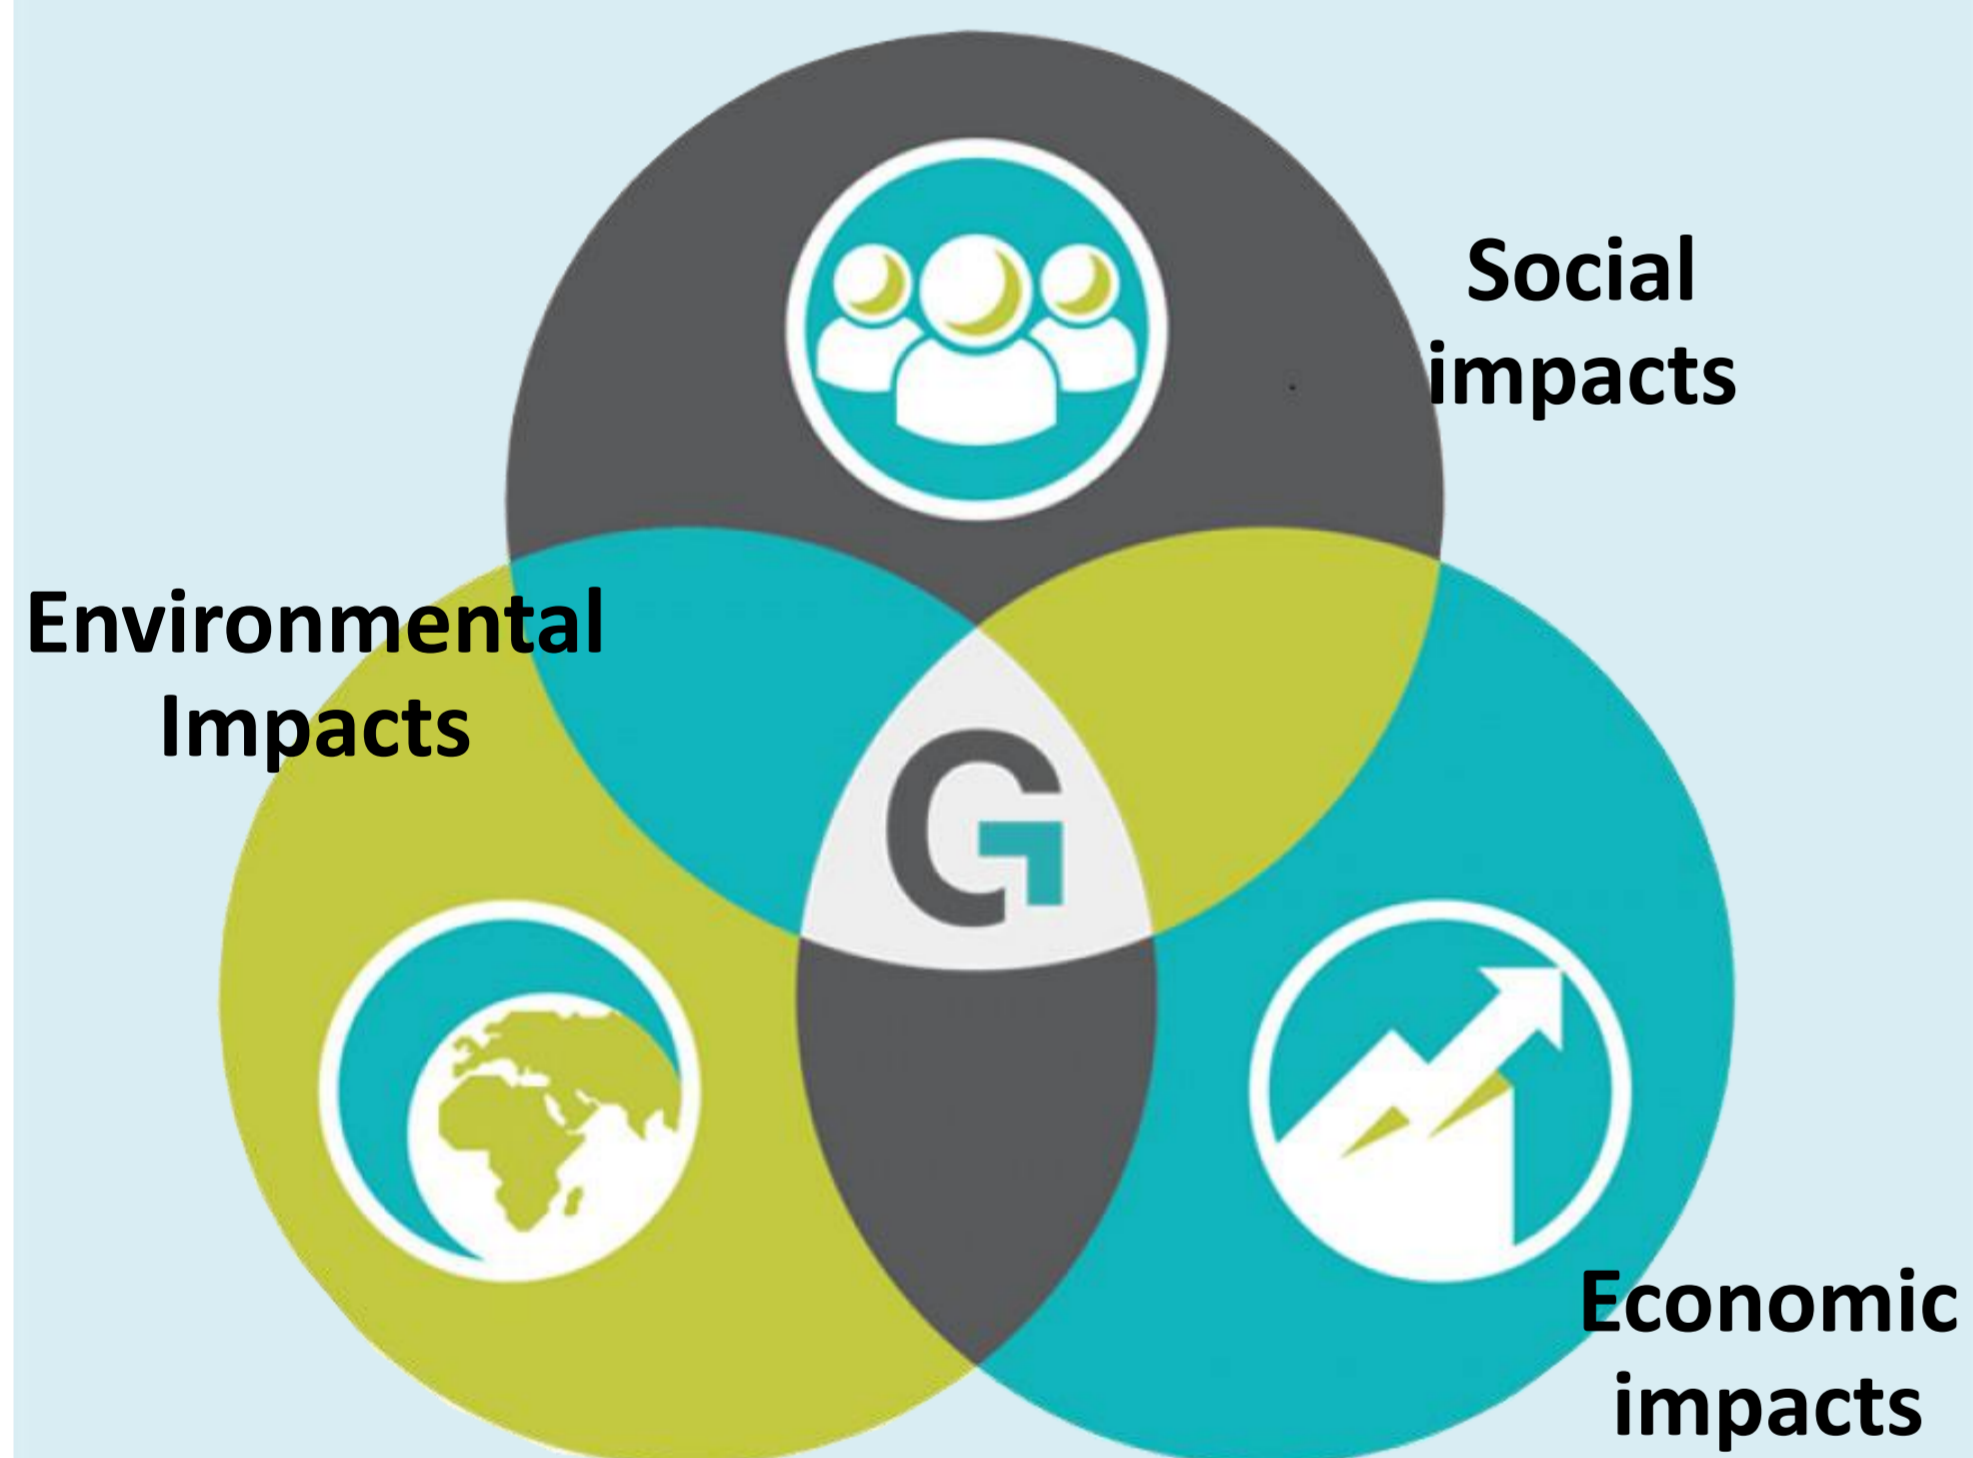 Social
impacts
Environmental
Impacts
G
Economic
impacts